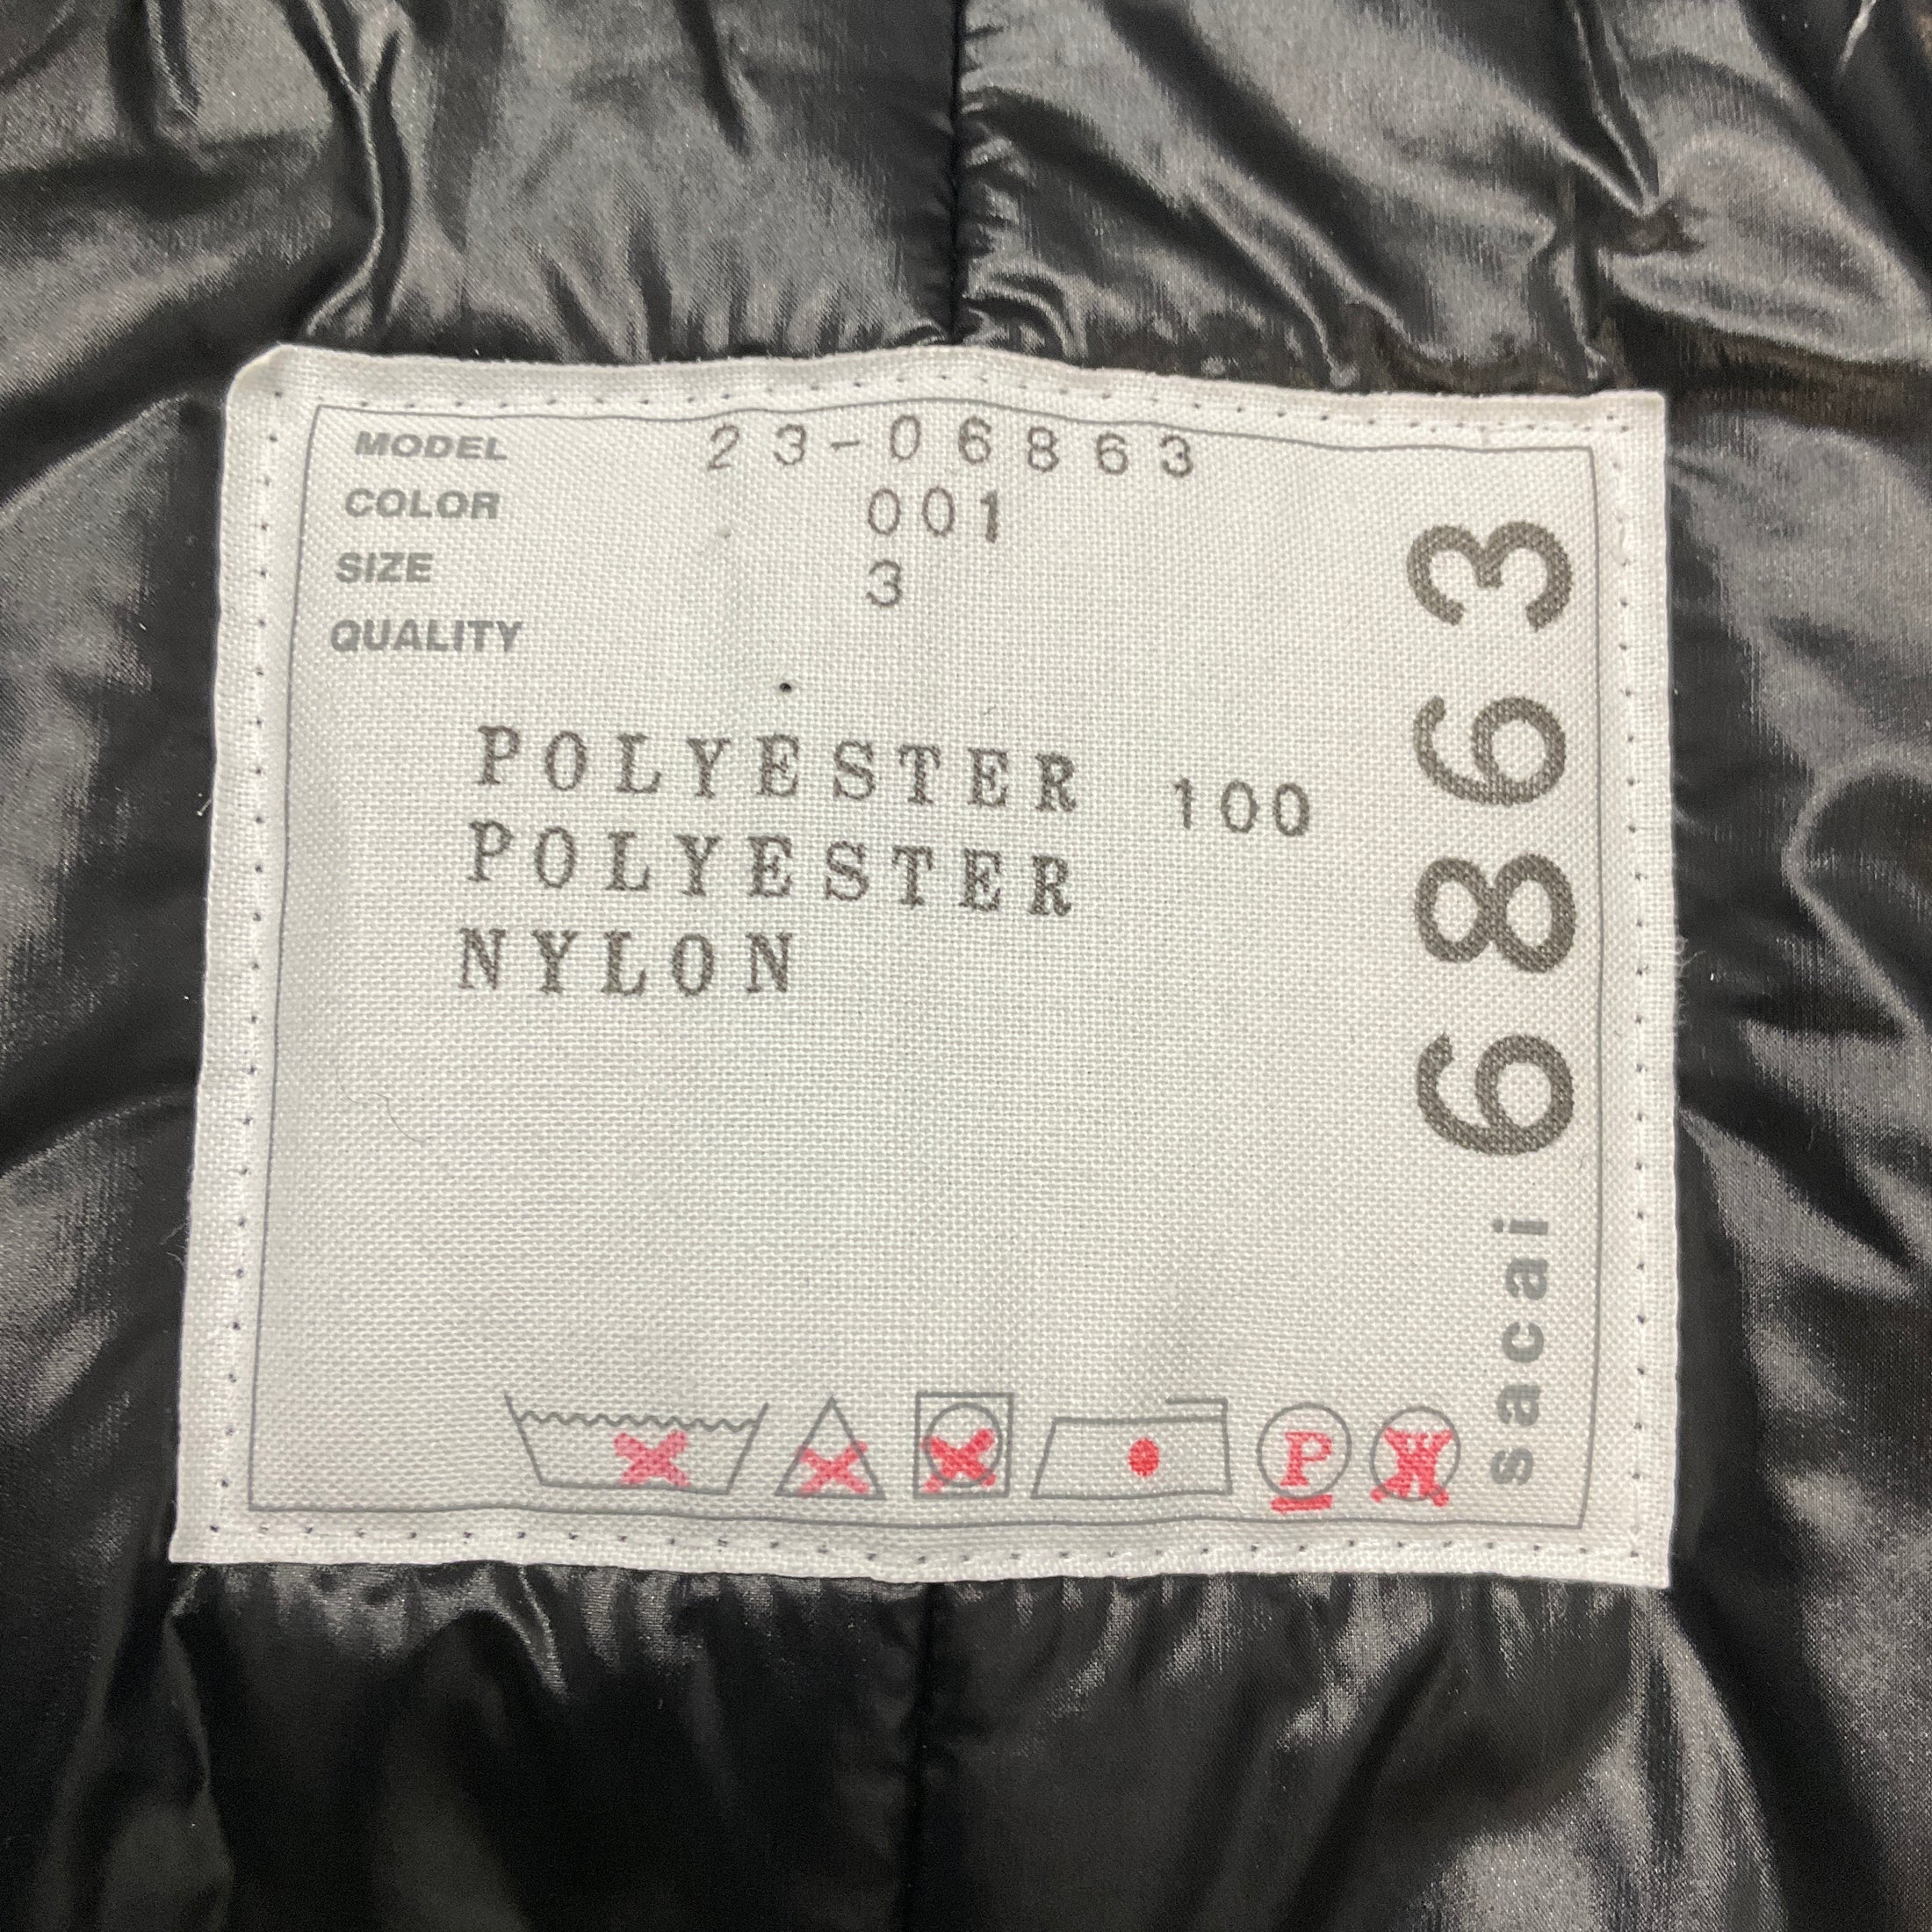 MODEL 23-06863
COLOR 001
SIZE 3
QUALITY
POLYESTER 100
POLYESTER
NYLON
sacai 6863
P
W